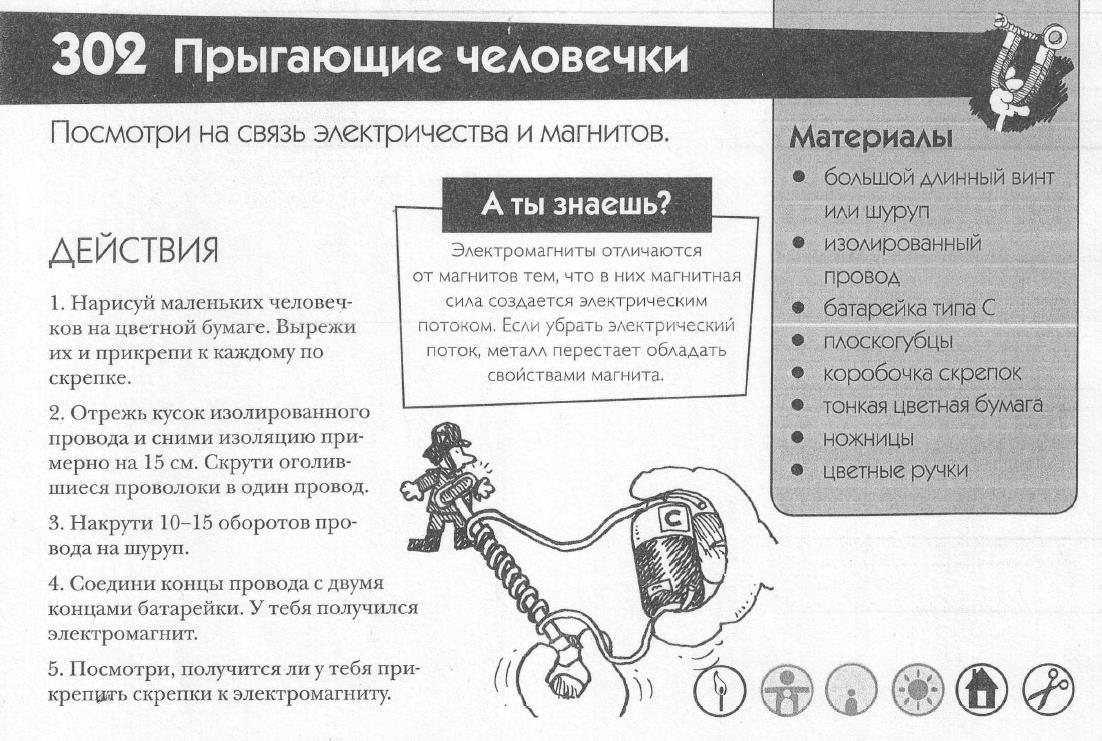 302 Прыгающие человечки
Посмотри на связь электричества и магнитов.
ДЕЙСТВИЯ
1. Нарисуй маленьких человеч-
ков на цветной бумаге. Вырежи
их и прикрепи к каждому по
скрепке.
2. Отрежь кусок изолированного
провода и сними изоляцию при-
мерно на 15 см. Скрути оголив-
шиеся проволоки в один провод.
3. Накрути 10–15 оборотов про-
вода на шуруп.
4. Соедини концы провода с двумя
концами батарейки. У тебя получился
электромагнит.
5. Посмотри, получится ли у тебя при-
крепить скрепки к электромагниту.
А ты знаешь?
Электромагниты отличаются
от магнитов тем, что в них магнитная
сила создается электрическим
потоком. Если убрать электрический
поток, металл перестает обладать
свойствами магнита.
C
Материалы
• большой длинный винт
или шуруп
• изолированный
провод
• батарейка типа С
• плоскогубцы
• коробочка скрепок
• тонкая цветная бумага
• ножницы
• цветные ручки